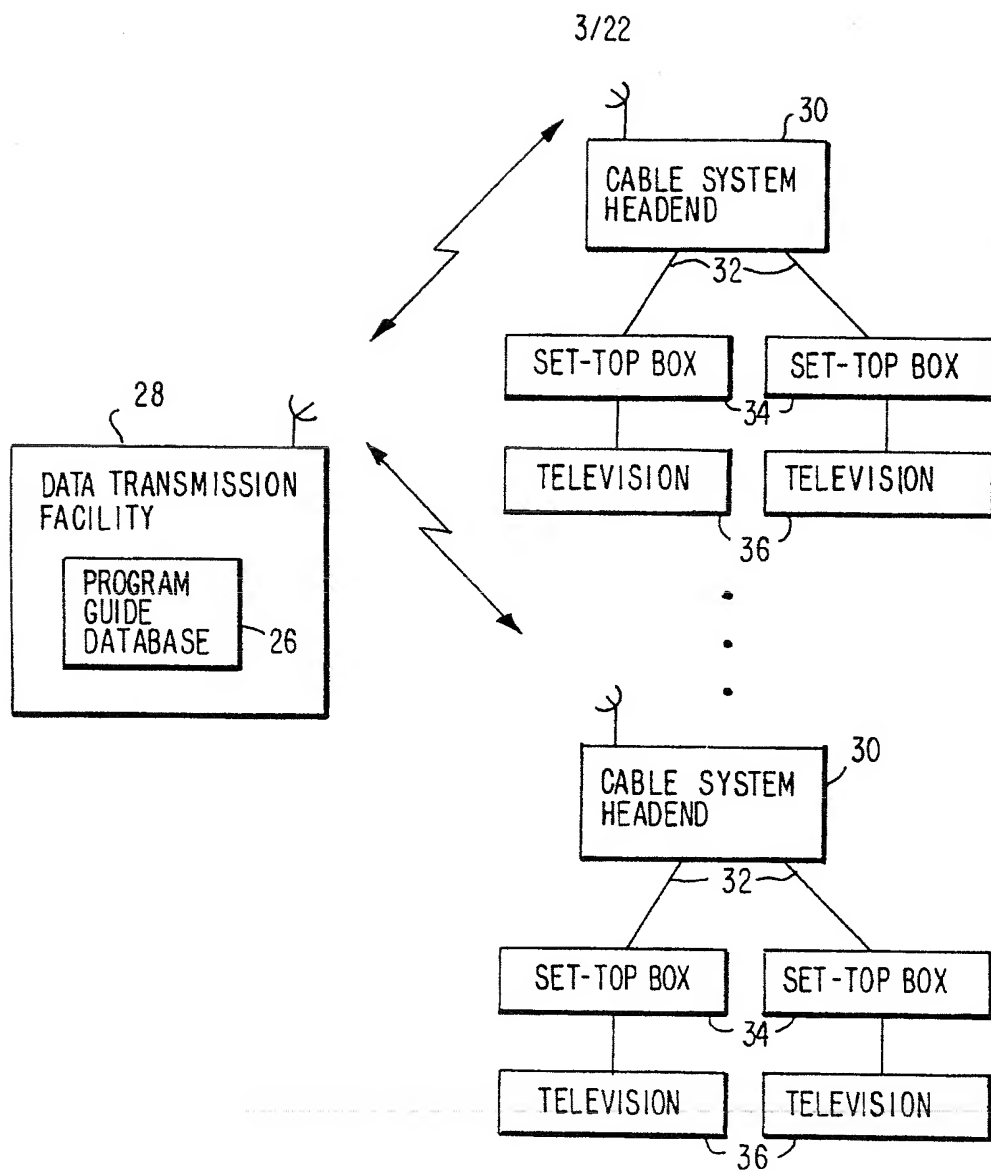 3/22
30
CABLE SYSTEM
HEADEND
32
SET-TOP BOX
SET-TOP BOX
34
TELEVISION
TELEVISION
36
28
DATA TRANSMISSION
FACILITY
PROGRAM
GUIDE
DATABASE
26
30
CABLE SYSTEM
HEADEND
32
SET-TOP BOX
SET-TOP BOX
34
TELEVISION
TELEVISION
36